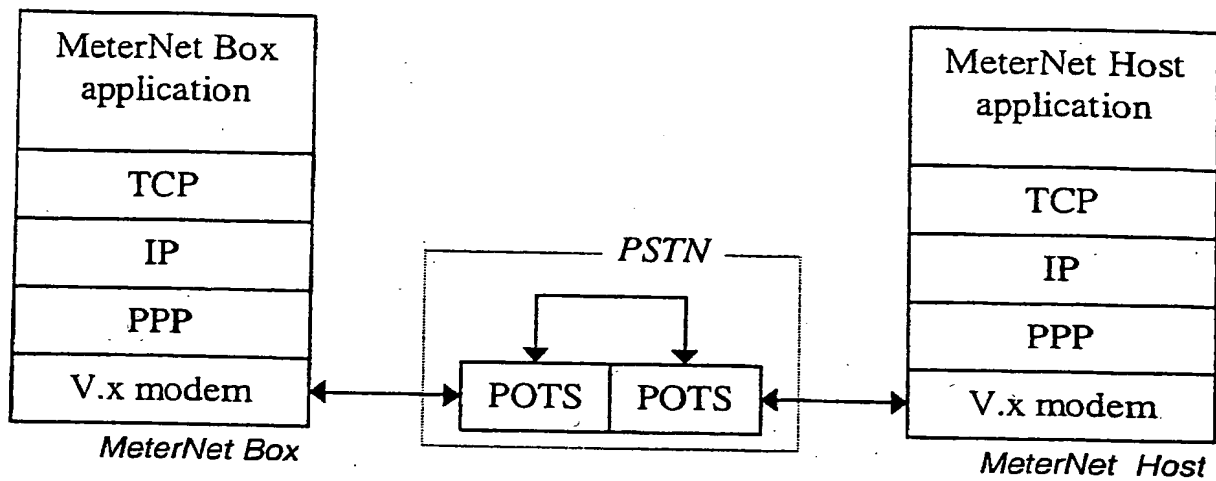 MeterNet Box
application
TCP
IP
PPP
V.x modem
MeterNet Box
PSTN
POTS POTS
MeterNet Host
application
TCP
IP
PPP
V.x modem
MeterNet Host